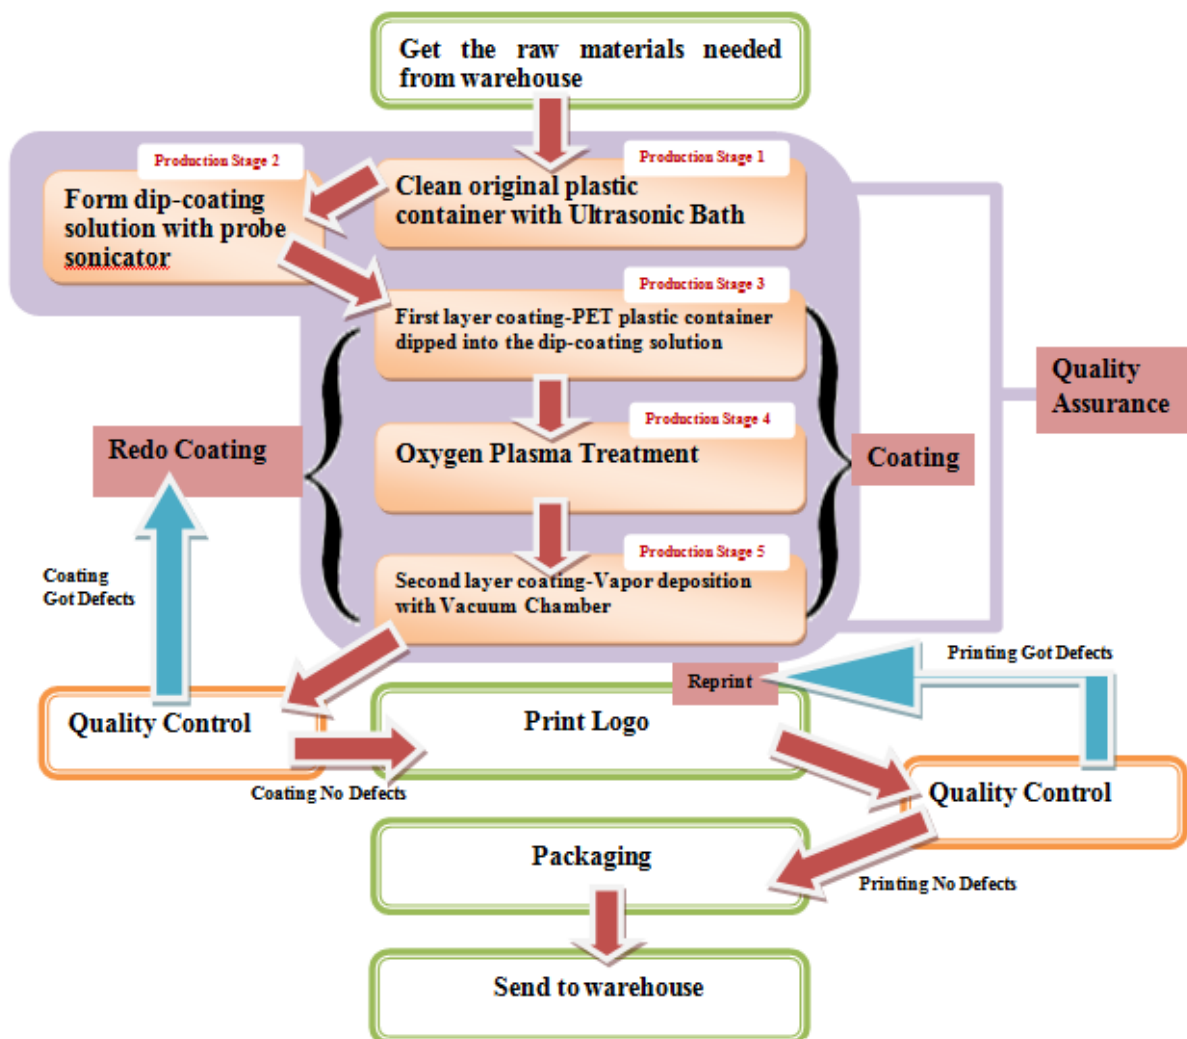 Get the raw materials needed
from warehouse
Production Stage 1
Clean original plastic
container with Ultrasonic Bath
Production Stage 2
Form dip-coating
solution with probe
sonicator
Production Stage 3
First layer coating-PET plastic container
dipped into the dip-coating solution
Production Stage 4
Oxygen Plasma Treatment
Production Stage 5
Second layer coating-Vapor deposition
with Vacuum Chamber
Coating
Quality
Assurance
Redo Coating
Coating
Got Defects
Quality Control
Coating No Defects
Print Logo
Reprint
Printing Got Defects
Quality Control
Printing No Defects
Packaging
Send to warehouse